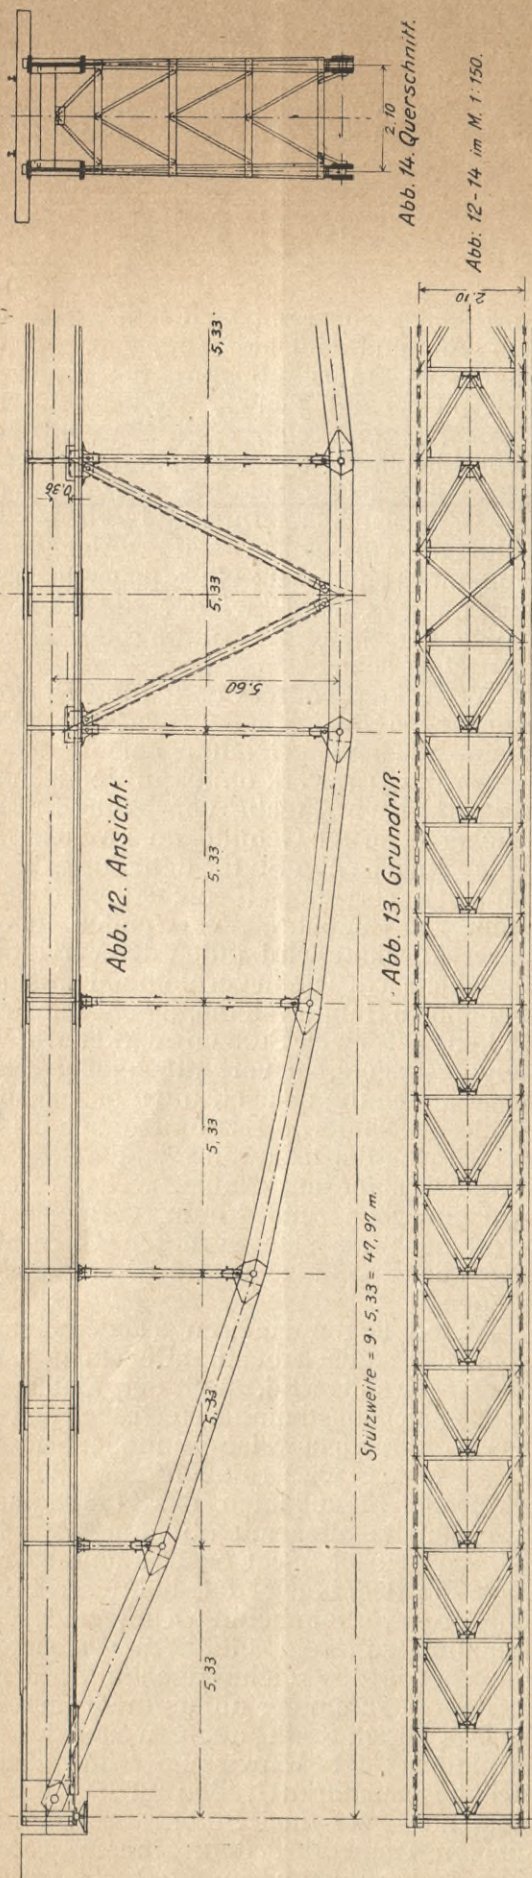 Abb. 14. Querschnitt.
2,10
Abb: 12-14 im M. 1:150.
Abb. 12. Ansicht.
0,36
5,60
5,33
5,33
5,33
5,33
5,33
5,33
Stützweite = 9·5,33 = 47,97 m.
Abb. 13. Grundriß.
2,10